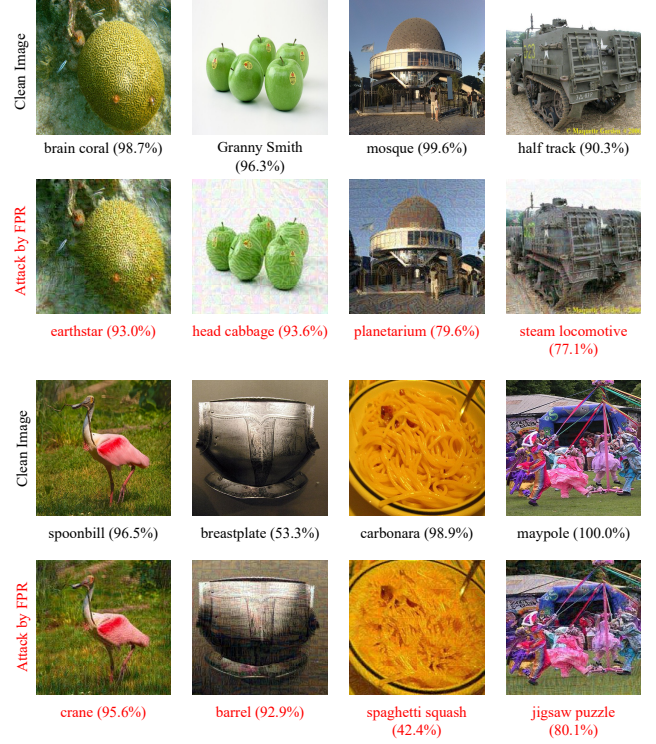 Clean Image
brain coral (98.7%)
Granny Smith
(96.3%)
mosque (99.6%)
half track (90.3%)
Attack by FPR
earthstar (93.0%)
head cabbage (93.6%)
planetarium (79.6%)
steam locomotive
(77.1%)
Clean Image
spoonbill (96.5%)
breastplate (53.3%)
carbonara (98.9%)
maypole (100.0%)
Attack by FPR
crane (95.6%)
barrel (92.9%)
spaghetti squash
(42.4%)
jigsaw puzzle
(80.1%)